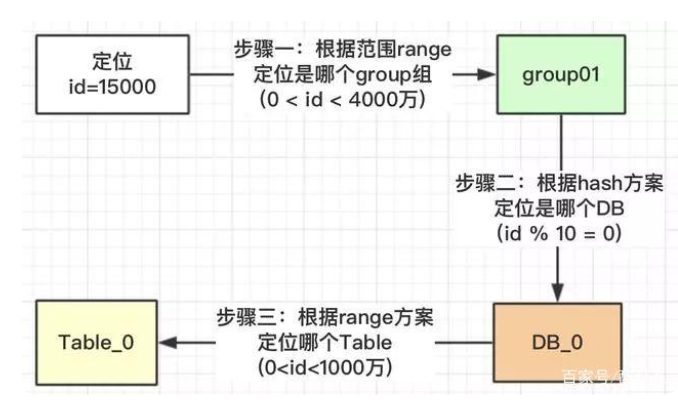 定位
id=15000
步骤一：根据范围range
定位是哪个group组
（0 < id < 4000万）
group01
步骤二：根据hash方案
定位是哪个DB
（id % 10 = 0）
DB_0
步骤三：根据range方案
定位哪个Table
（0<id<1000万）
Table_0
百家号/